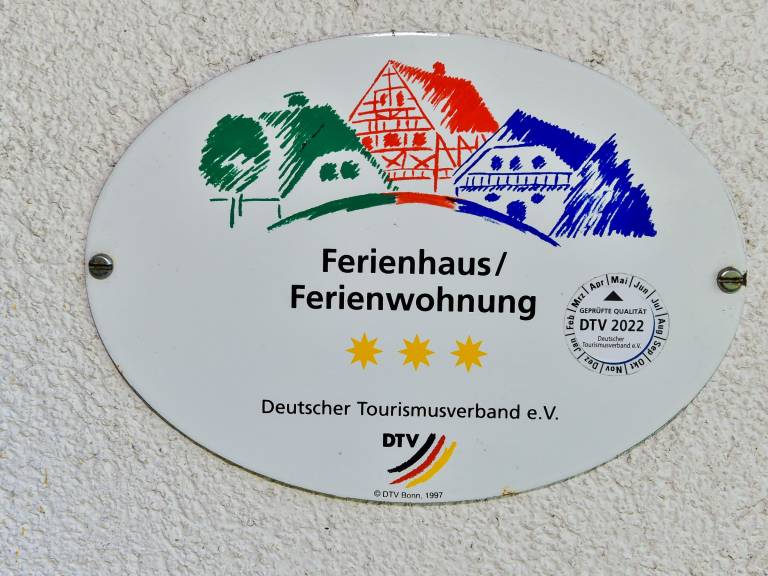 Ferienhaus/
Ferienwohnung
Jan Feb Mrz Apr Mai Jun Jul Aug Sep Okt Nov Dez
GEPRÜFTE QUALITÄT
DTV 2022
Deutscher
Tourismusverband e.V.
Deutscher Tourismusverband e.V.
DTV
© DTV Bonn, 1997